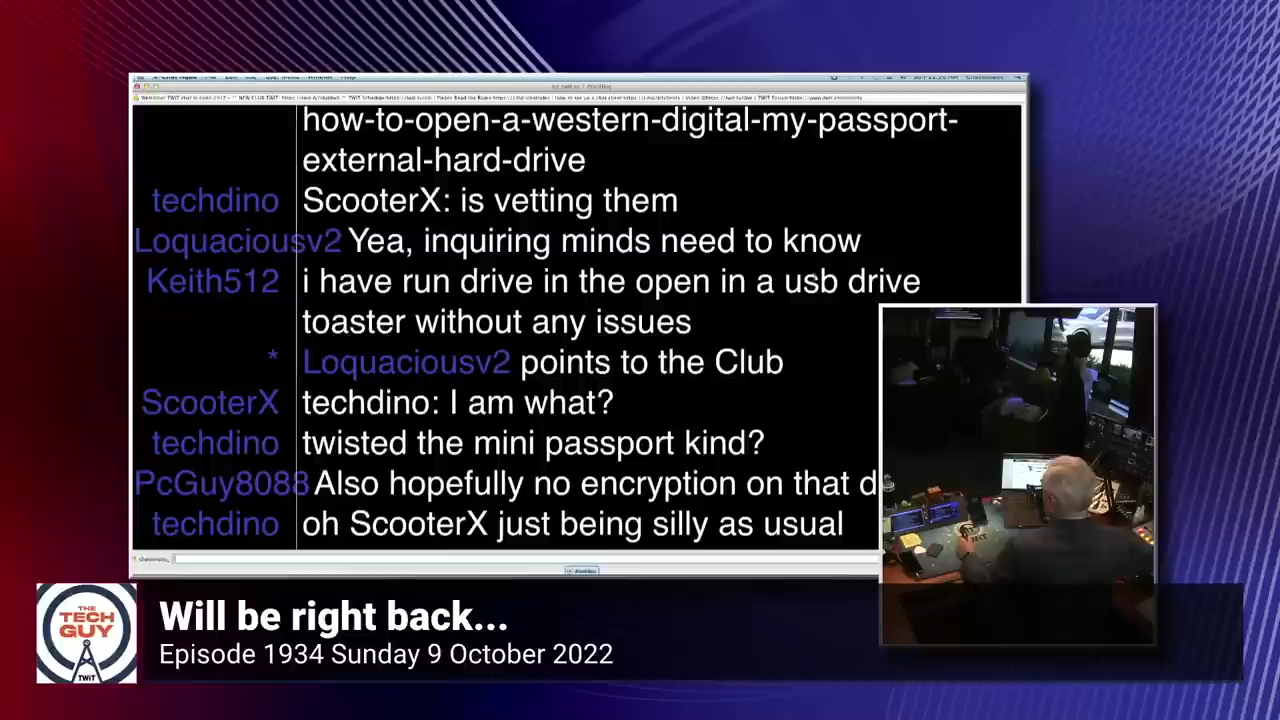 how-to-open-a-western-digital-my-passport-
external-hard-drive
techdino ScooterX: is vetting them
Loquaciousv2 Yea, inquiring minds need to know
Keith512 i have run drive in the open in a usb drive
toaster without any issues
* Loquaciousv2 points to the Club
ScooterX techdino: I am what?
techdino twisted the mini passport kind?
PcGuy8088 Also hopefully no encryption on that d
techdino oh ScooterX just being silly as usual
THE
TECH
GUY
TWiT
Will be right back...
Episode 1934 Sunday 9 October 2022